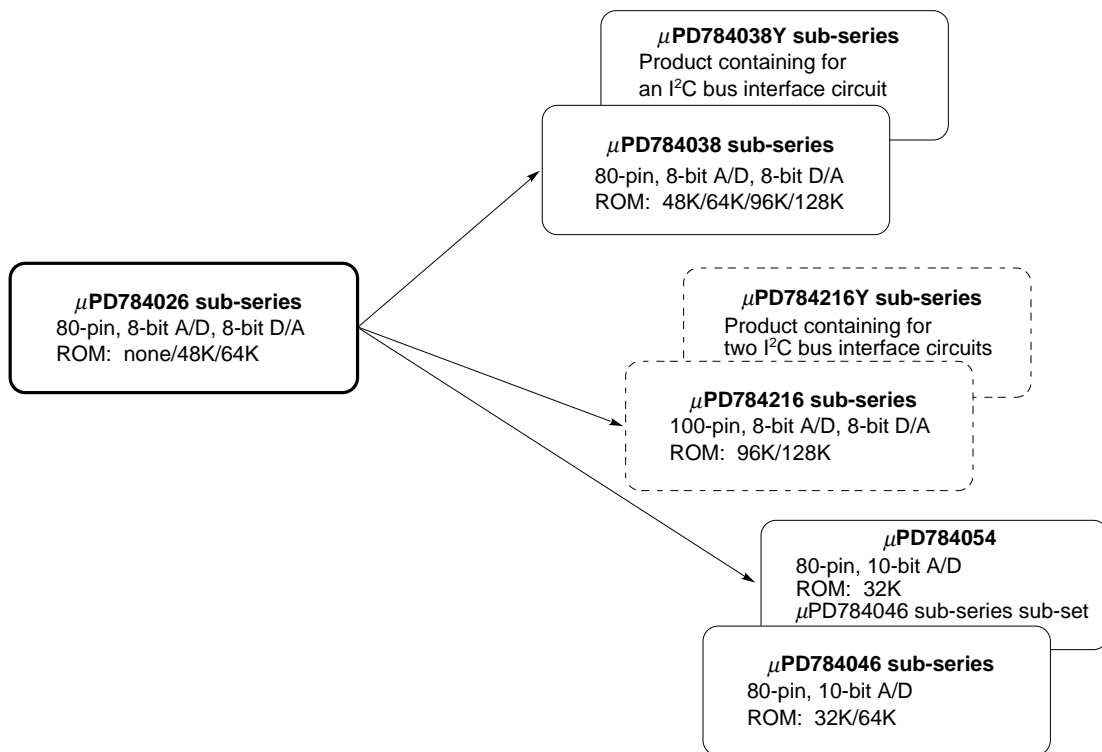 μPD784038Y sub-series
Product containing for
an I²C bus interface circuit
μPD784038 sub-series
80-pin, 8-bit A/D, 8-bit D/A
ROM: 48K/64K/96K/128K
μPD784026 sub-series
80-pin, 8-bit A/D, 8-bit D/A
ROM: none/48K/64K
μPD784216Y sub-series
Product containing for
two I²C bus interface circuits
μPD784216 sub-series
100-pin, 8-bit A/D, 8-bit D/A
ROM: 96K/128K
μPD784054
80-pin, 10-bit A/D
ROM: 32K
μPD784046 sub-series sub-set
μPD784046 sub-series
80-pin, 10-bit A/D
ROM: 32K/64K